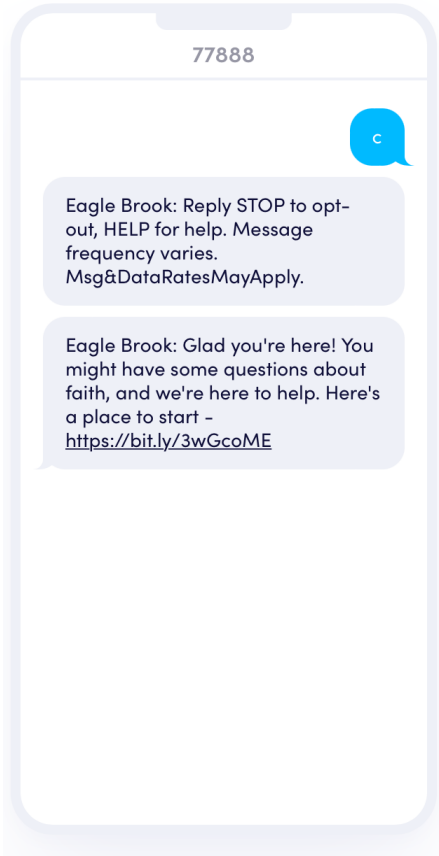 77888
c
Eagle Brook: Reply STOP to opt-
out, HELP for help. Message
frequency varies.
Msg&DataRatesMayApply.
Eagle Brook: Glad you're here! You
might have some questions about
faith, and we're here to help. Here's
a place to start -
https://bit.ly/3wGcoME